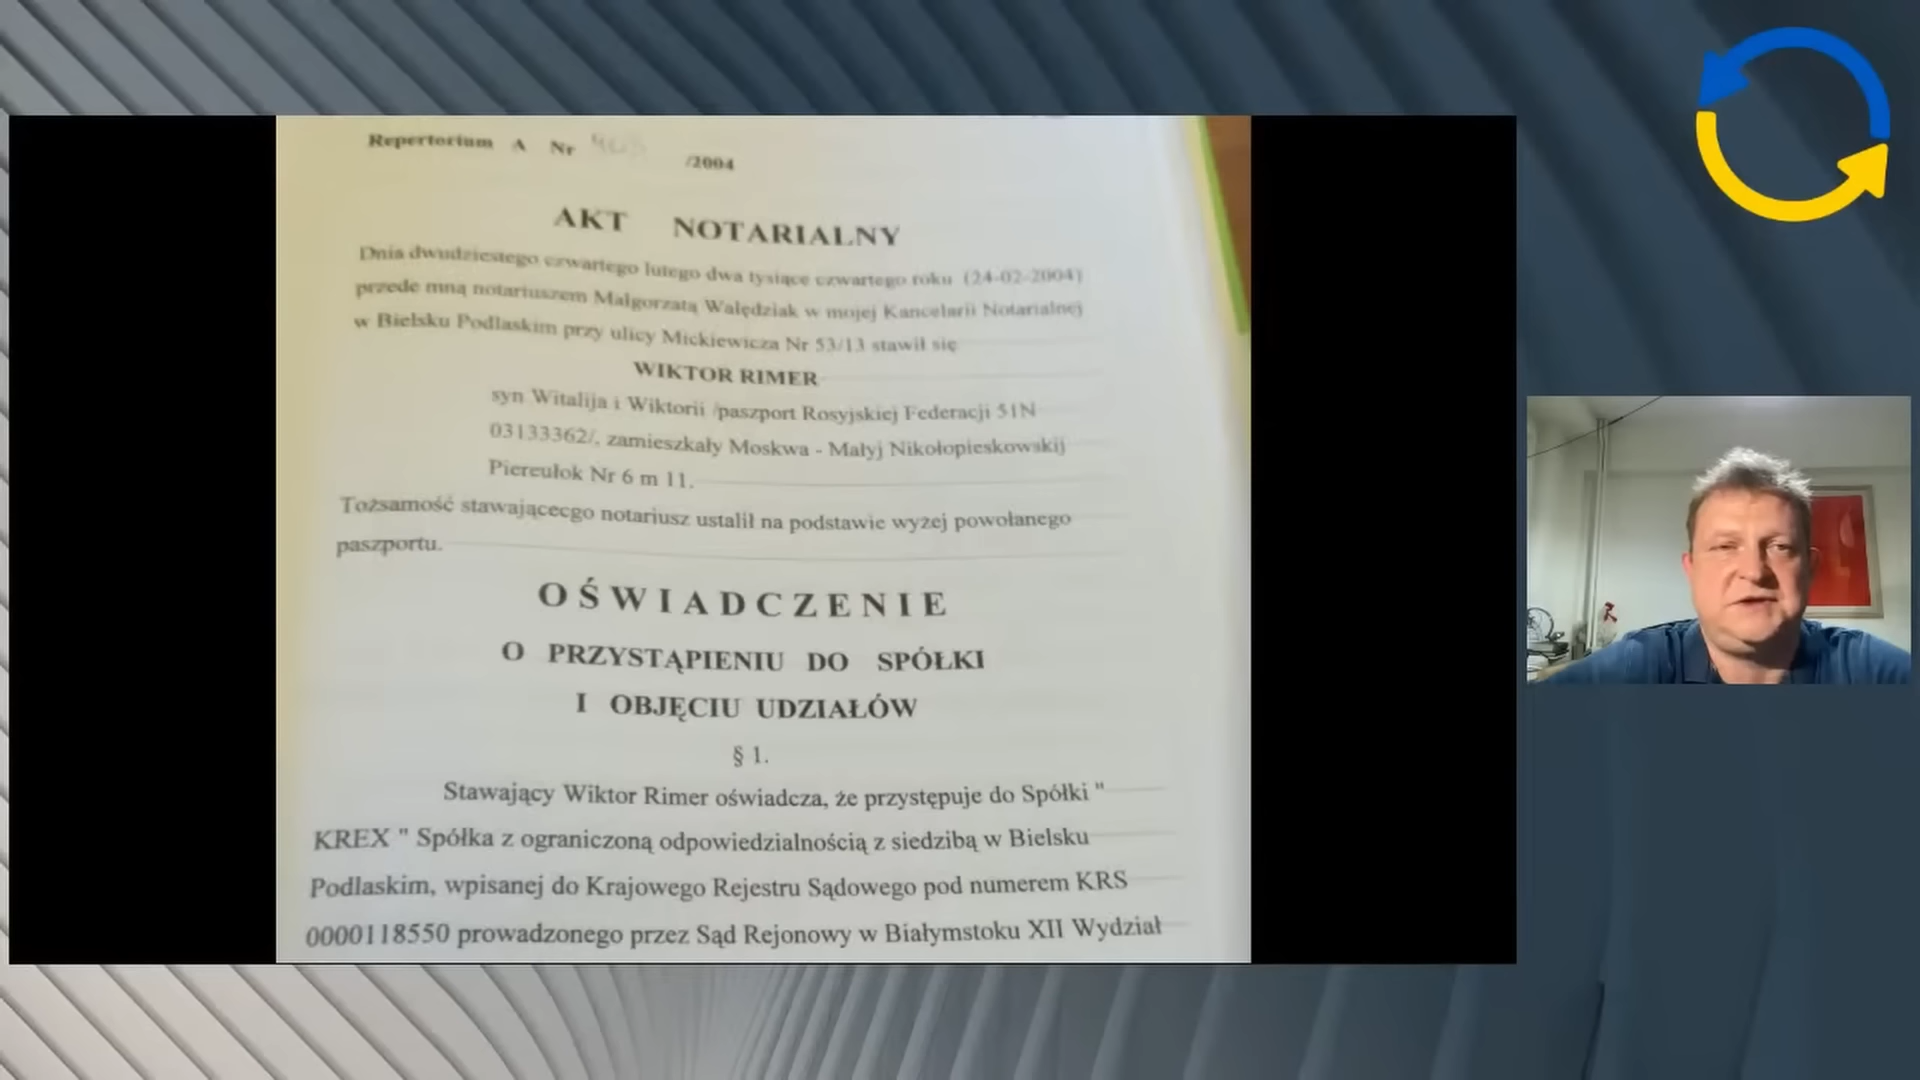 Repertorium A Nr /2004
AKT NOTARIALNY
Dnia dwudziestego czwartego lutego dwa tysiące czwartego roku (24-02-2004)
przede mną notariuszem Małgorzatą Walędziak w mojej Kancelarii Notarialnej
w Bielsku Podlaskim przy ulicy Mickiewicza Nr 53/13 stawił się
WIKTOR RIMER
syn Witalija i Wiktorii /paszport Rosyjskiej Federacji 51N
03133362/, zamieszkały Moskwa - Małyj Nikołopieskowskij
Piereułok Nr 6 m 11.
Tożsamość stawającecgo notariusz ustalił na podstawie wyżej powołanego
paszportu.
OŚWIADCZENIE
O PRZYSTĄPIENIU DO SPÓŁKI
I OBJĘCIU UDZIAŁÓW
§ 1.
Stawający Wiktor Rimer oświadcza, że przystępuje do Spółki "
KREX " Spółka z ograniczoną odpowiedzialnością z siedzibą w Bielsku
Podlaskim, wpisanej do Krajowego Rejestru Sądowego pod numerem KRS
0000118550 prowadzonego przez Sąd Rejonowy w Białymstoku XII Wydział